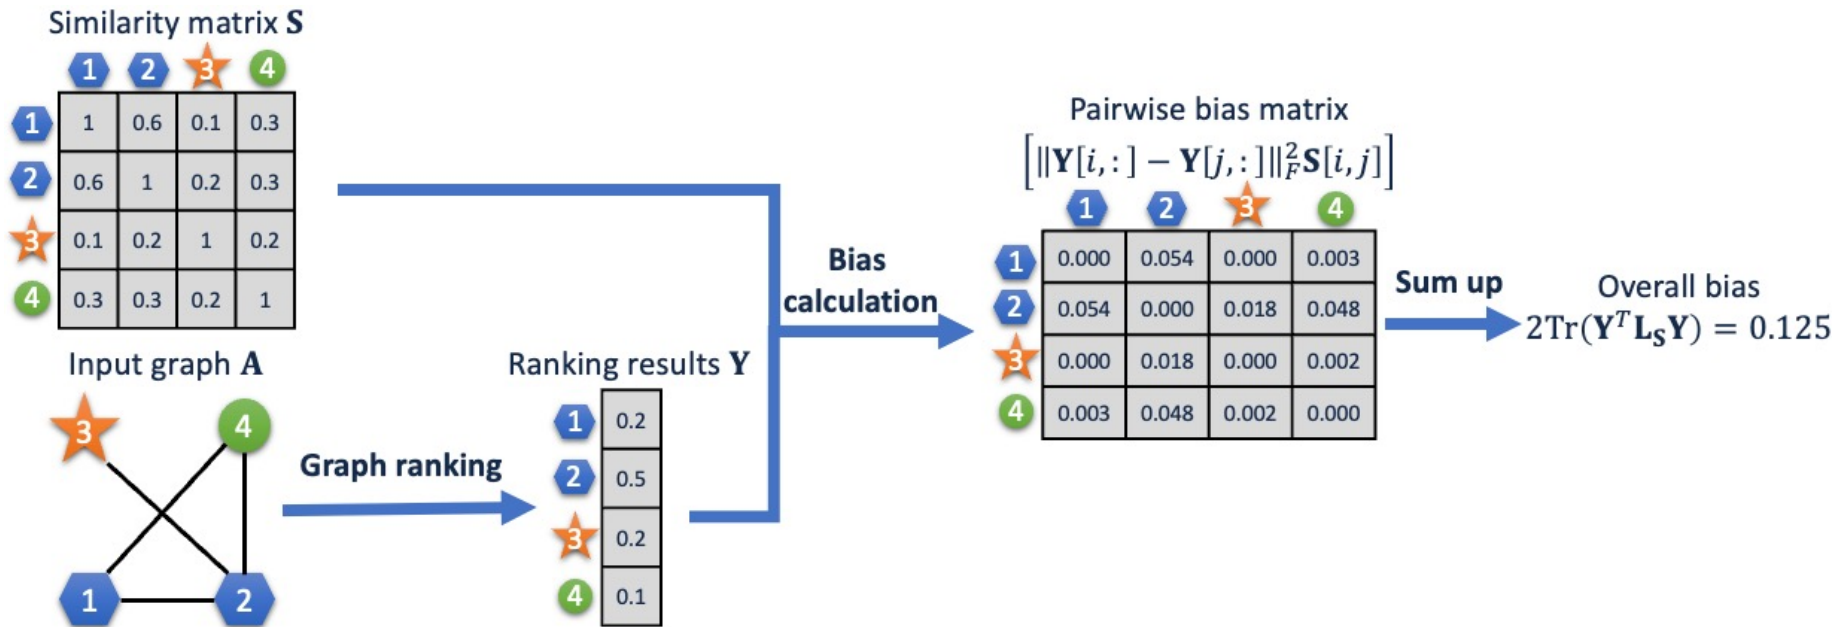 Similarity matrix S
1 2 3 4
1 1 0.6 0.1 0.3
2 0.6 1 0.2 0.3
3 0.1 0.2 1 0.2
4 0.3 0.3 0.2 1
Input graph A
3 4
1 2
Graph ranking
Ranking results Y
1 0.2
2 0.5
3 0.2
4 0.1
Bias
calculation
Pairwise bias matrix
[‖Y[i,:] − Y[j,:]‖²_F S[i,j]]
1 2 3 4
1 0.000 0.054 0.000 0.003
2 0.054 0.000 0.018 0.048
3 0.000 0.018 0.000 0.002
4 0.003 0.048 0.002 0.000
Sum up
Overall bias
2Tr(Y^T L_S Y) = 0.125